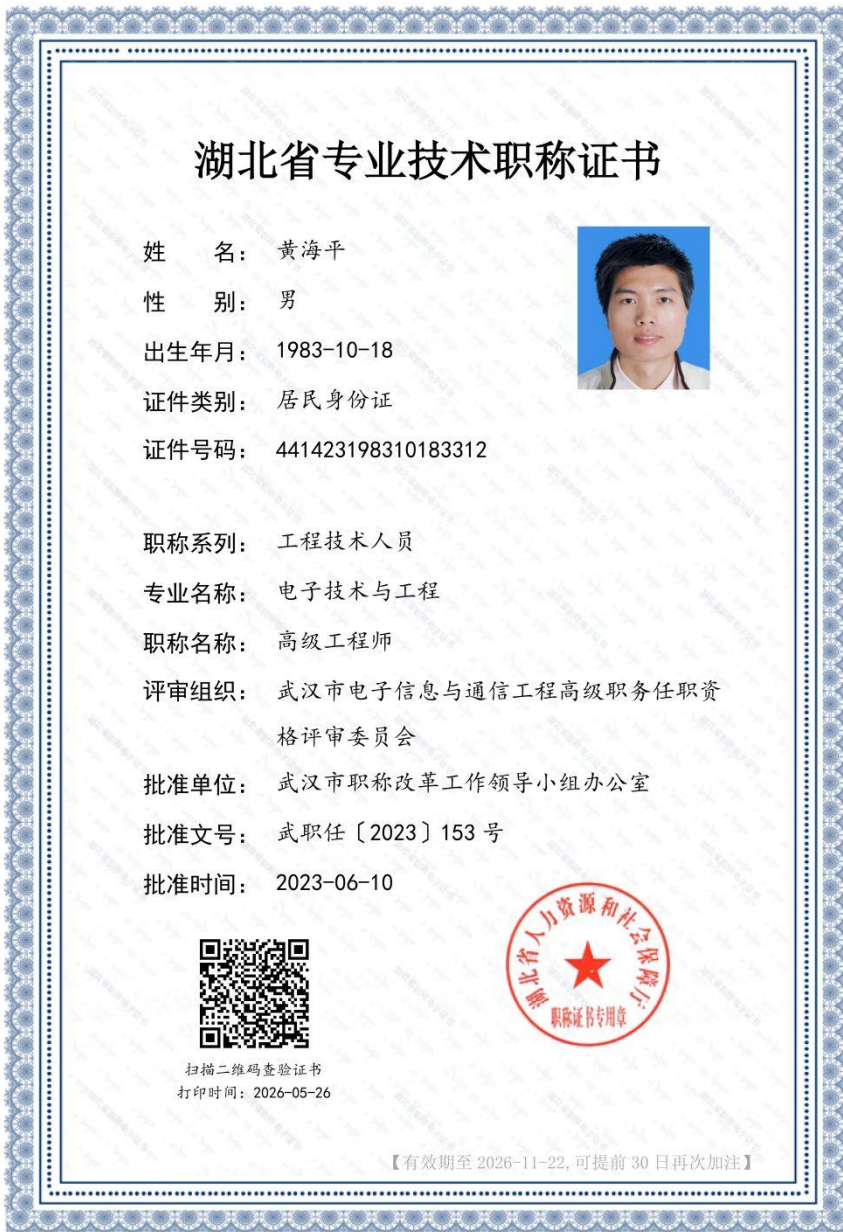 湖北省专业技术职称证书
姓　　名： 黄海平
性　　别： 男
出生年月： 1983-10-18
证件类别： 居民身份证
证件号码： 441423198310183312
职称系列： 工程技术人员
专业名称： 电子技术与工程
职称名称： 高级工程师
评审组织： 武汉市电子信息与通信工程高级职务任职资
格评审委员会
批准单位： 武汉市职称改革工作领导小组办公室
批准文号： 武职任〔2023〕153 号
批准时间： 2023-06-10
湖北省人力资源和社会保障厅
职称证书专用章
扫描二维码查验证书
打印时间：2026-05-26
【有效期至 2026-11-22,可提前 30 日再次加注】